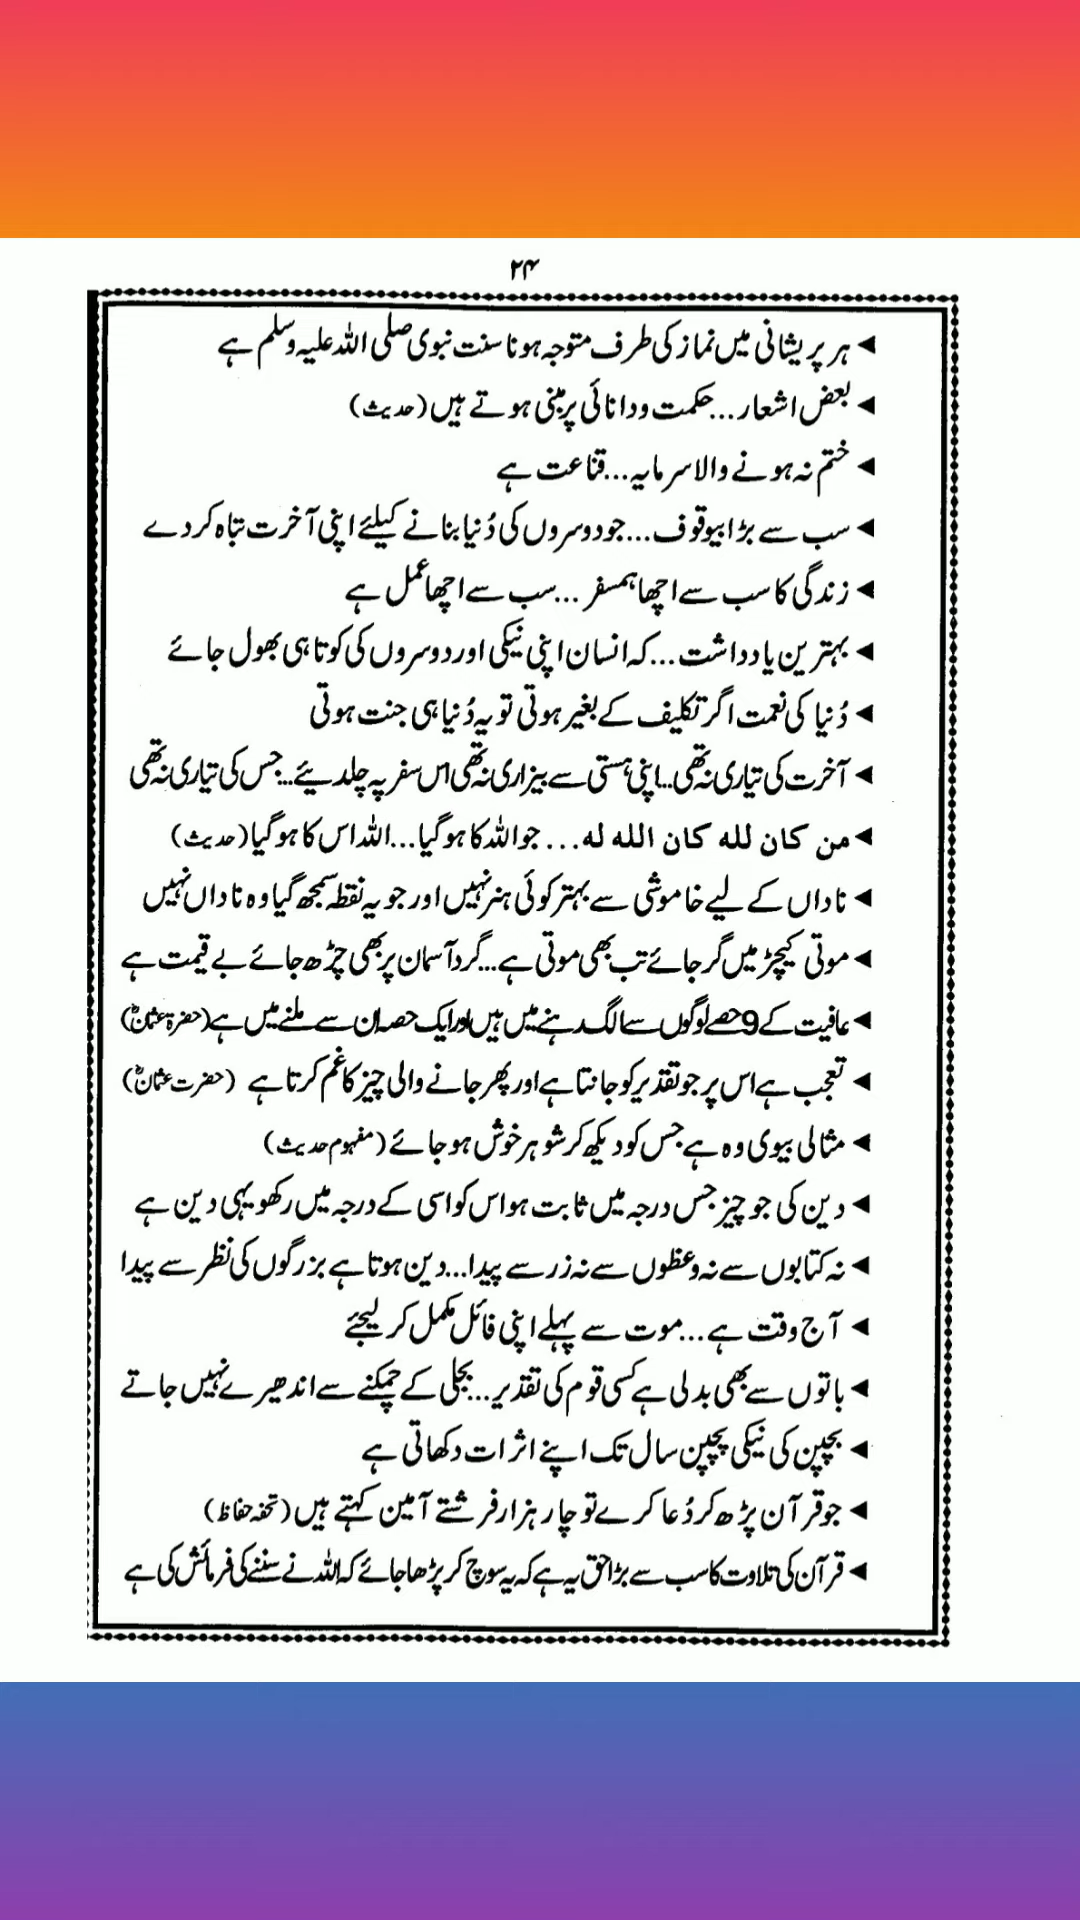 ۲۴
◄ ہر پریشانی میں نماز کی طرف متوجہ ہونا سنت نبوی صلی اللہ علیہ وسلم ہے
◄ بعض اشعار...حکمت ودانائی پر مبنی ہوتے ہیں (حدیث)
◄ ختم نہ ہونے والا سرمایہ...قناعت ہے
◄ سب سے بڑا بیوقوف...جو دوسروں کی دُنیا بنانے کیلئے اپنی آخرت تباہ کردے
◄ زندگی کا سب سے اچھا ہمسفر...سب سے اچھا عمل ہے
◄ بہترین یادداشت...کہ انسان اپنی نیکی اور دوسروں کی کوتاہی بھول جائے
◄ دُنیا کی نعمت اگر تکلیف کے بغیر ہوتی تو یہ دُنیا ہی جنت ہوتی
◄ آخرت کی تیاری نہ تھی...اپنی ہستی سے بیزاری نہ تھی اس سفر پہ چلدیئے...جس کی تیاری نہ تھی
◄ من کان لله کان الله له... جو اللہ کا ہوگیا...اللہ اس کا ہوگیا (حدیث)
◄ ناداں کے لیے خاموشی سے بہتر کوئی ہنر نہیں اور جو یہ نقطہ سمجھ گیا وہ ناداں نہیں
◄ موتی کیچڑ میں گر جائے تب بھی موتی ہے...گرد آسمان پر بھی چڑھ جائے بے قیمت ہے
◄ عافیت کے 9 حصے لوگوں سے الگ رہنے میں ہیں اور ایک حصہ ان سے ملنے میں ہے (حضرۃ عثمانؓ)
◄ تعجب ہے اس پر جو تقدیر کو جانتا ہے اور پھر جانے والی چیز کا غم کرتا ہے (حضرت عثمانؓ)
◄ مثالی بیوی وہ ہے جس کو دیکھ کر شوہر خوش ہو جائے (مفہوم حدیث)
◄ دین کی جو چیز جس درجہ میں ثابت ہو اس کو اسی کے درجہ میں رکھو یہی دین ہے
◄ نہ کتابوں سے نہ وعظوں سے نہ زر سے پیدا...دین ہوتا ہے بزرگوں کی نظر سے پیدا
◄ آج وقت ہے...موت سے پہلے اپنی فائل مکمل کر لیجئے
◄ باتوں سے بھی بدلی ہے کسی قوم کی تقدیر...بجلی کے چمکنے سے اندھیرے نہیں جاتے
◄ بچپن کی نیکی پچپن سال تک اپنے اثرات دکھاتی ہے
◄ جو قرآن پڑھ کر دُعا کرے تو چار ہزار فرشتے آمین کہتے ہیں (تحفہ حفاظ)
◄ قرآن کی تلاوت کا سب سے بڑا حق یہ ہے کہ یہ سوچ کر پڑھا جائے کہ اللہ نے سننے کی فرمائش کی ہے